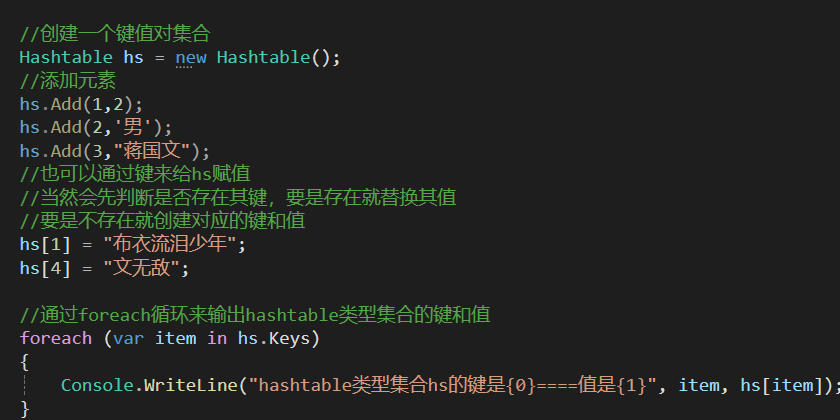 //创建一个键值对集合
Hashtable hs = new Hashtable();
//添加元素
hs.Add(1,2);
hs.Add(2,'男');
hs.Add(3,"蒋国文");
//也可以通过键来给hs赋值
//当然会先判断是否存在其键，要是存在就替换其值
//要是不存在就创建对应的键和值
hs[1] = "布衣流泪少年";
hs[4] = "文无敌";
//通过foreach循环来输出hashtable类型集合的键和值
foreach (var item in hs.Keys)
{
Console.WriteLine("hashtable类型集合hs的键是{0}====值是{1}", item, hs[item]);
}